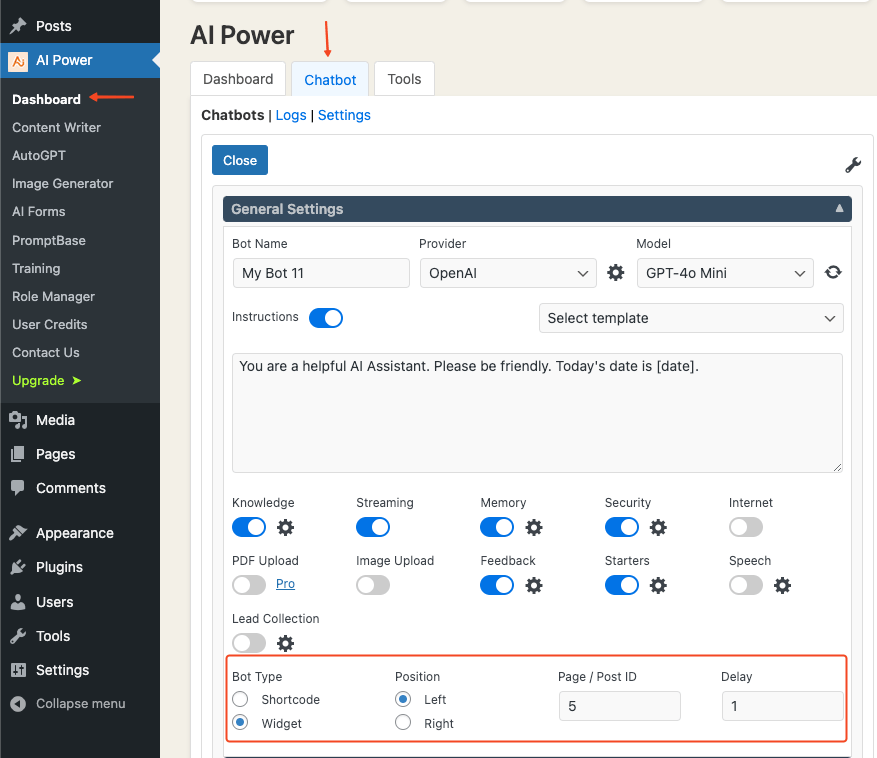 Posts
AI Power
Dashboard
Content Writer
AutoGPT
Image Generator
AI Forms
PromptBase
Training
Role Manager
User Credits
Contact Us
Upgrade ➤
Media
Pages
Comments
Appearance
Plugins
Users
Tools
Settings
Collapse menu
AI Power
Dashboard Chatbot Tools
Chatbots | Logs | Settings
Close
General Settings
Bot Name Provider Model
My Bot 11 OpenAI GPT-4o Mini
Instructions Select template
You are a helpful AI Assistant. Please be friendly. Today's date is [date].
Knowledge Streaming Memory Security Internet
PDF Upload Image Upload Feedback Starters Speech
Pro
Lead Collection
Bot Type Position Page / Post ID Delay
Shortcode Left 5 1
Widget Right